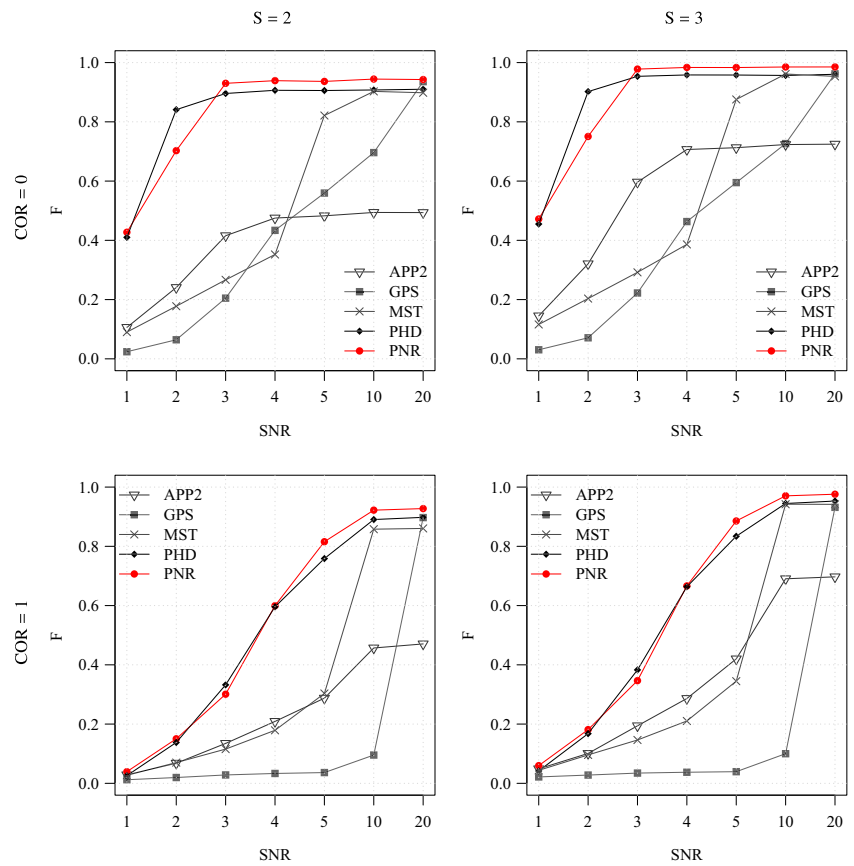 S = 2
S = 3
COR = 0
F
1.0
0.8
0.6
0.4
0.2
0.0
APP2
GPS
MST
PHD
PNR
1 2 3 4 5 10 20
SNR
F
1.0
0.8
0.6
0.4
0.2
0.0
APP2
GPS
MST
PHD
PNR
1 2 3 4 5 10 20
SNR
COR = 1
F
1.0
0.8
0.6
0.4
0.2
0.0
APP2
GPS
MST
PHD
PNR
1 2 3 4 5 10 20
SNR
F
1.0
0.8
0.6
0.4
0.2
0.0
APP2
GPS
MST
PHD
PNR
1 2 3 4 5 10 20
SNR